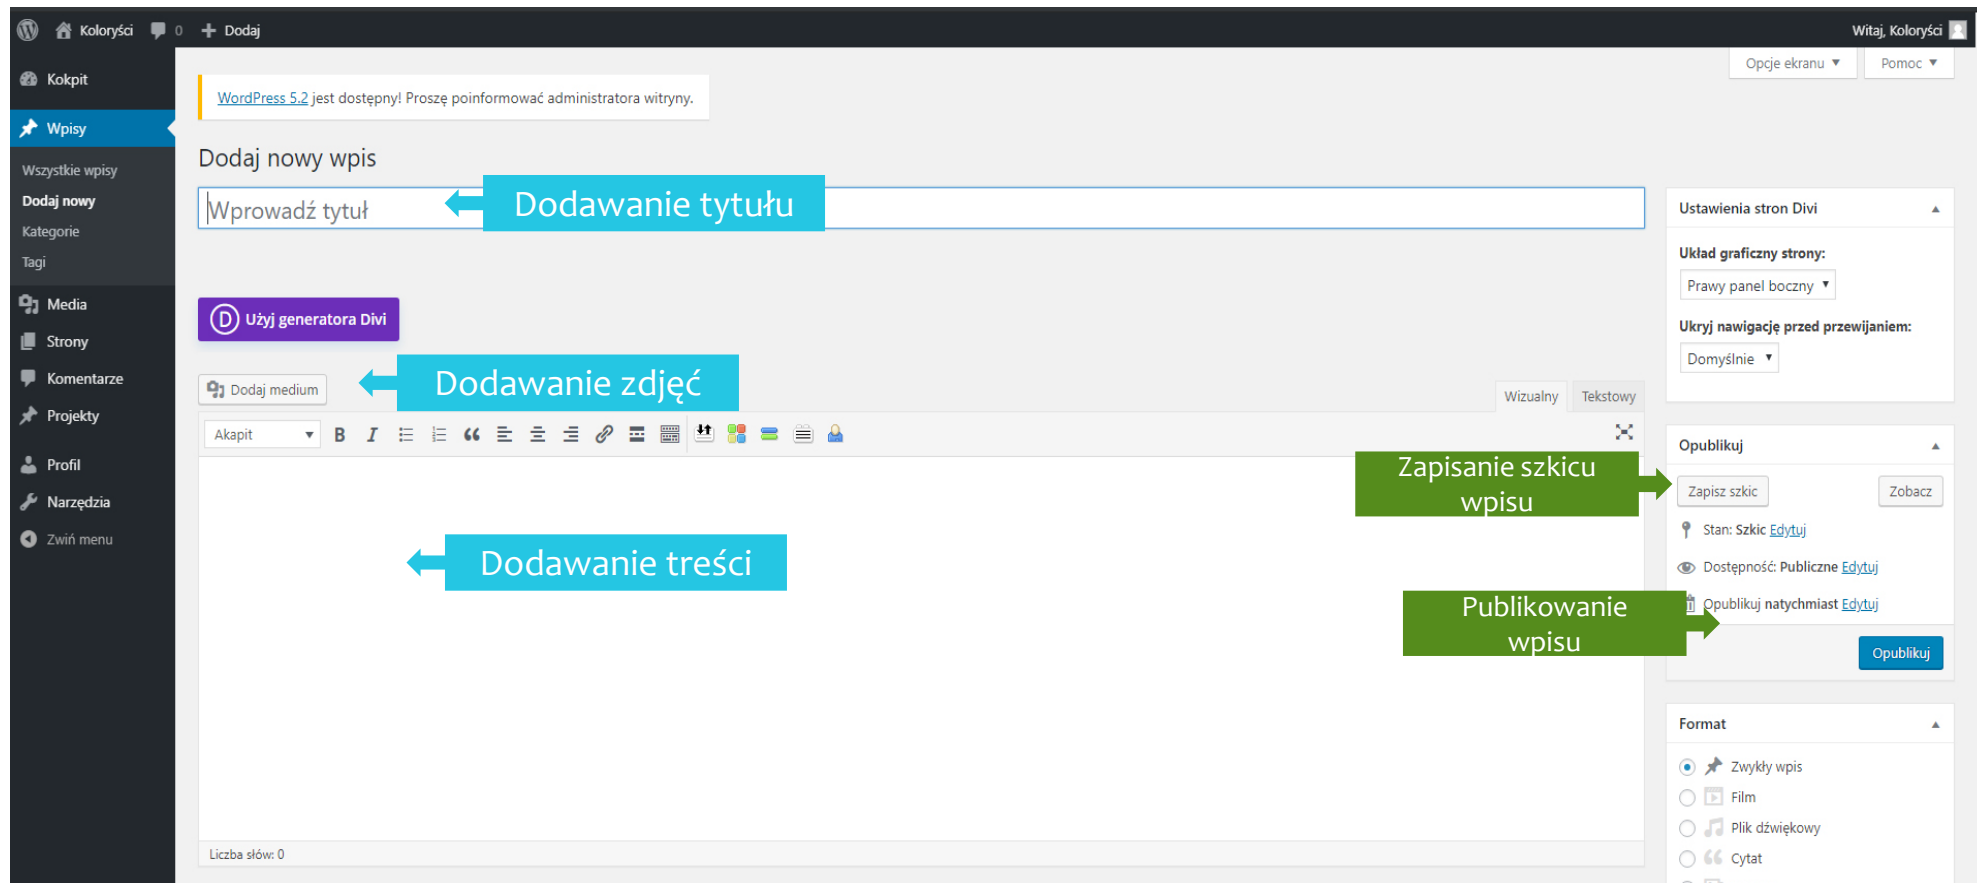 Koloryści 0 Dodaj
Witaj, Koloryści
Kokpit
Wpisy
Wszystkie wpisy
Dodaj nowy
Kategorie
Tagi
Media
Strony
Komentarze
Projekty
Profil
Narzędzia
Zwiń menu
Opcje ekranu
Pomoc
WordPress 5.2 jest dostępny! Proszę poinformować administratora witryny.
Dodaj nowy wpis
Wprowadź tytuł
Dodawanie tytułu
Użyj generatora Divi
Dodaj medium
Dodawanie zdjęć
Wizualny Tekstowy
Akapit
B I
Dodawanie treści
Liczba słów: 0
Ustawienia stron Divi
Układ graficzny strony:
Prawy panel boczny
Ukryj nawigację przed przewijaniem:
Domyślnie
Opublikuj
Zapisanie szkicu
wpisu
Zapisz szkic Zobacz
Stan: Szkic Edytuj
Dostępność: Publiczne Edytuj
Publikowanie
wpisu
Opublikuj natychmiast Edytuj
Opublikuj
Format
Zwykły wpis
Film
Plik dźwiękowy
Cytat